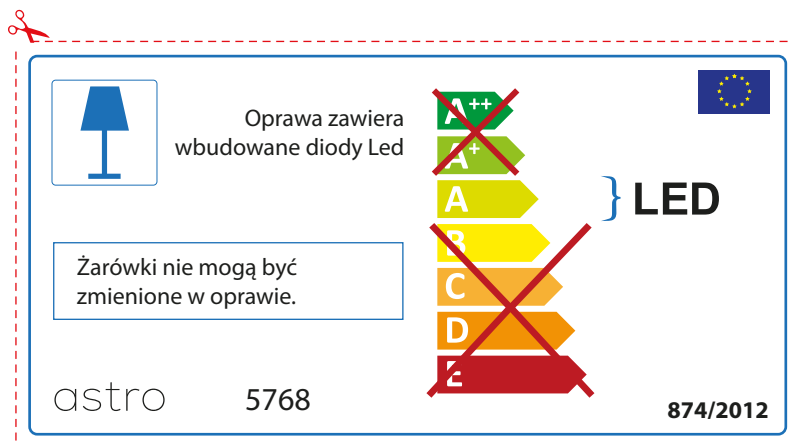 Oprawa zawiera
wbudowane diody Led
A++
A+
A
B
C
D
E
LED
Żarówki nie mogą być
zmienione w oprawie.
astro
5768
874/2012